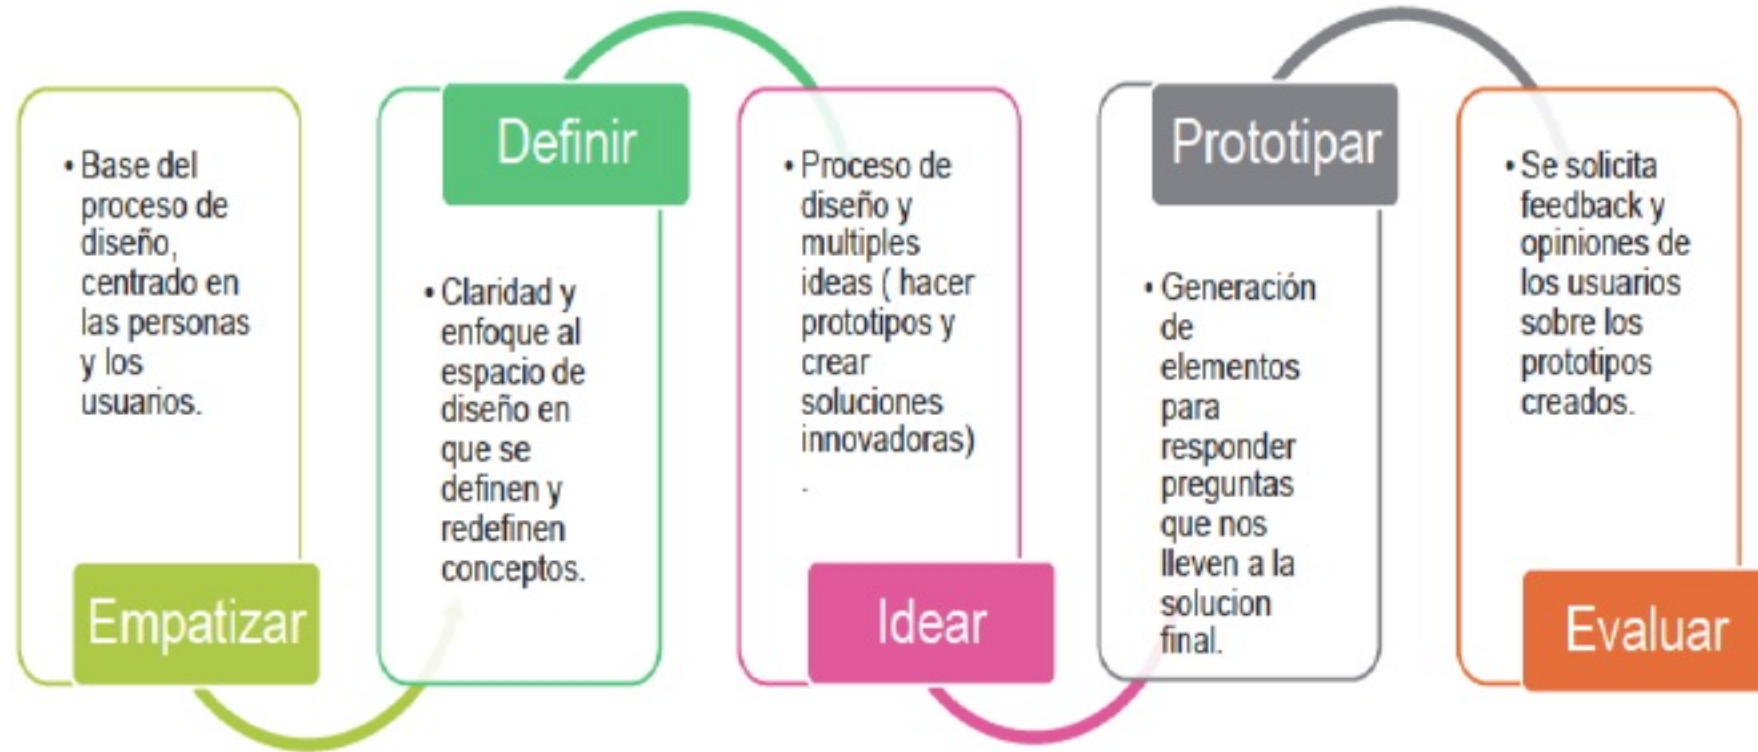 • Base del
proceso de
diseño,
centrado en
las personas
y los
usuarios.
Empatizar
Definir
• Claridad y
enfoque al
espacio de
diseño en
que se
definen y
redefinen
conceptos.
• Proceso de
diseño y
multiples
ideas ( hacer
prototipos y
crear
soluciones
innovadoras)
.
Idear
Prototipar
• Generación
de
elementos
para
responder
preguntas
que nos
lleven a la
solucion
final.
• Se solicita
feedback y
opiniones de
los usuarios
sobre los
prototipos
creados.
Evaluar